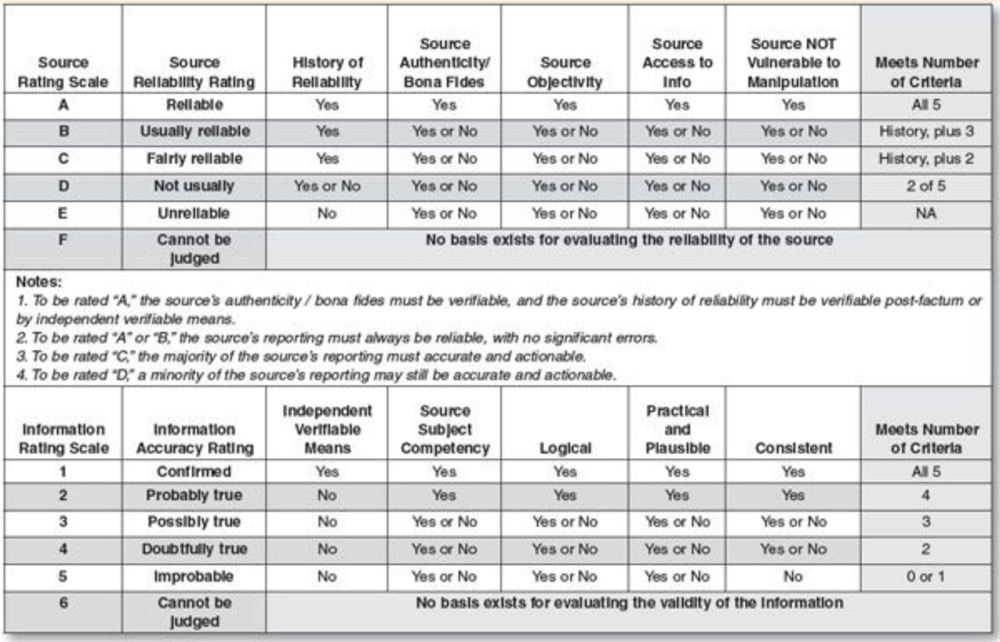 Source Rating Scale | Source Reliability Rating | History of Reliability | Source Authenticity/ Bona Fides | Source Objectivity | Source Access to Info | Source NOT Vulnerable to Manipulation | Meets Number of Criteria
A | Reliable | Yes | Yes | Yes | Yes | Yes | All 5
B | Usually reliable | Yes | Yes or No | Yes or No | Yes or No | Yes or No | History, plus 3
C | Fairly reliable | Yes | Yes or No | Yes or No | Yes or No | Yes or No | History, plus 2
D | Not usually | Yes or No | Yes or No | Yes or No | Yes or No | Yes or No | 2 of 5
E | Unreliable | No | Yes or No | Yes or No | Yes or No | Yes or No | NA
F | Cannot be judged | No basis exists for evaluating the reliability of the source
Notes:
1. To be rated “A,” the source’s authenticity / bona fides must be verifiable, and the source’s history of reliability must be verifiable post-factum or
by independent verifiable means.
2. To be rated “A” or “B,” the source’s reporting must always be reliable, with no significant errors.
3. To be rated “C,” the majority of the source’s reporting must accurate and actionable.
4. To be rated “D,” a minority of the source’s reporting may still be accurate and actionable.
Information Rating Scale | Information Accuracy Rating | Independent Verifiable Means | Source Subject Competency | Logical | Practical and Plausible | Consistent | Meets Number of Criteria
1 | Confirmed | Yes | Yes | Yes | Yes | Yes | All 5
2 | Probably true | No | Yes | Yes | Yes | Yes | 4
3 | Possibly true | No | Yes or No | Yes or No | Yes or No | Yes or No | 3
4 | Doubtfully true | No | Yes or No | Yes or No | Yes or No | Yes or No | 2
5 | Improbable | No | Yes or No | Yes or No | Yes or No | No | 0 or 1
6 | Cannot be judged | No basis exists for evaluating the validity of the information